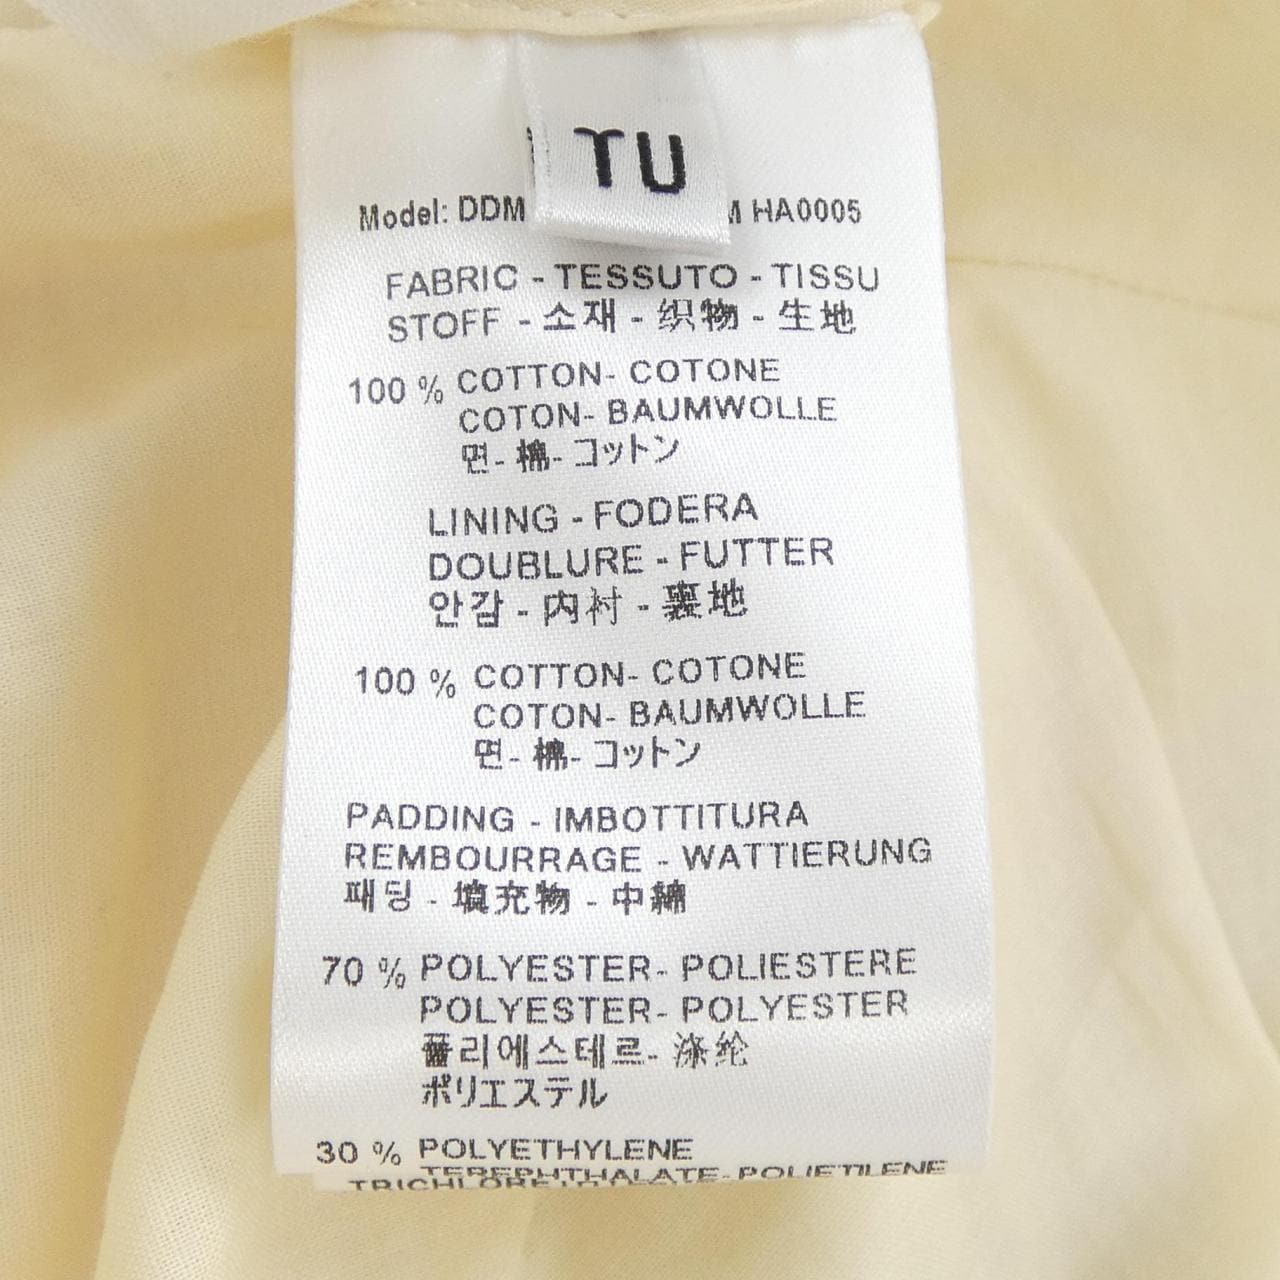 TU
Model: DDM M HA0005
FABRIC - TESSUTO - TISSU
STOFF - 소재 - 织物 - 生地
100 % COTTON- COTONE
COTON- BAUMWOLLE
면- 棉- コットン
LINING - FODERA
DOUBLURE - FUTTER
안감 - 内衬 - 裏地
100 % COTTON- COTONE
COTON- BAUMWOLLE
면- 棉- コットン
PADDING - IMBOTTITURA
REMBOURRAGE - WATTIERUNG
패딩 - 填充物 - 中綿
70 % POLYESTER- POLIESTERE
POLYESTER- POLYESTER
폴리에스테르- 涤纶
ポリエステル
30 % POLYETHYLENE
TEREPHTHALATE- POLIETILENE